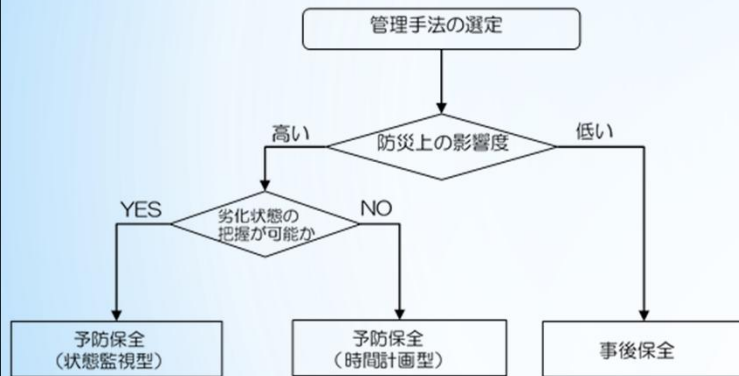 管理手法の選定
防災上の影響度
高い
低い
劣化状態の
把握が可能か
YES
NO
予防保全
(状態監視型)
予防保全
(時間計画型)
事後保全